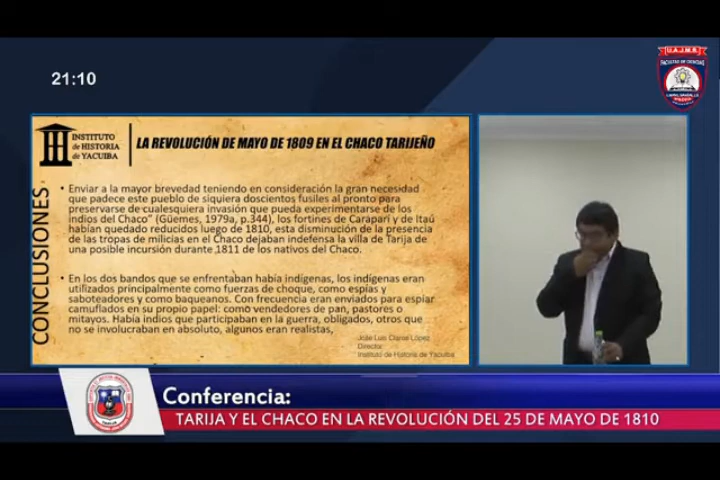 U.A.J.M.S.
FACULTAD DE CIENCIAS
21:10
INSTITUTO
de HISTORIA
de YACUIBA
LA REVOLUCIÓN DE MAYO DE 1809 EN EL CHACO TARIJEÑO
CONCLUSIONES
• Enviar a la mayor brevedad teniendo en consideración la gran necesidad
que padece este pueblo de siquiera doscientos fusiles al pronto para
preservarse de cualesquiera invasión que pueda experimentarse de los
indios del Chaco” (Güemes, 1979a, p.344), los fortines de Caraparí y de Itaú
habían quedado reducidos luego de 1810, esta disminución de la presencia
de las tropas de milicias en el Chaco dejaban indefensa la villa de Tarija de
una posible incursión durante 1811 de los nativos del Chaco.
• En los dos bandos que se enfrentaban había indígenas, los indígenas eran
utilizados principalmente como fuerzas de choque, como espías y
saboteadores y como baqueanos. Con frecuencia eran enviados para espiar
camuflados en su propio papel: como vendedores de pan, pastores o
mitayos. Había indios que participaban en la guerra, obligados, otros que
no se involucraban en absoluto, algunos eran realistas,
José Luis Claros López
Director
Instituto de Historia de Yacuiba
Conferencia:
TARIJA Y EL CHACO EN LA REVOLUCIÓN DEL 25 DE MAYO DE 1810
TARIJA